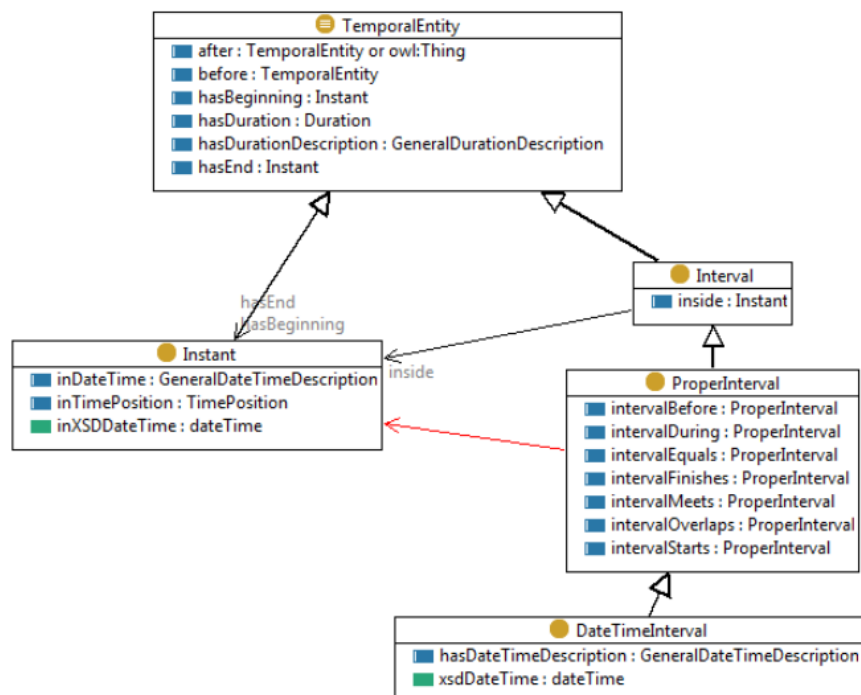 TemporalEntity
after : TemporalEntity or owl:Thing
before : TemporalEntity
hasBeginning : Instant
hasDuration : Duration
hasDurationDescription : GeneralDurationDescription
hasEnd : Instant
Interval
inside : Instant
hasEnd
hasBeginning
Instant
inDateTime : GeneralDateTimeDescription
inTimePosition : TimePosition
inXSDDateTime : dateTime
inside
ProperInterval
intervalBefore : ProperInterval
intervalDuring : ProperInterval
intervalEquals : ProperInterval
intervalFinishes : ProperInterval
intervalMeets : ProperInterval
intervalOverlaps : ProperInterval
intervalStarts : ProperInterval
DateTimeInterval
hasDateTimeDescription : GeneralDateTimeDescription
xsdDateTime : dateTime